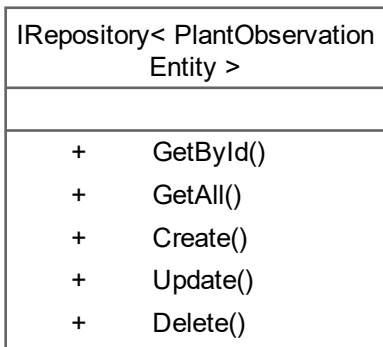 IRepository< PlantObservation
Entity >
+ GetById()
+ GetAll()
+ Create()
+ Update()
+ Delete()